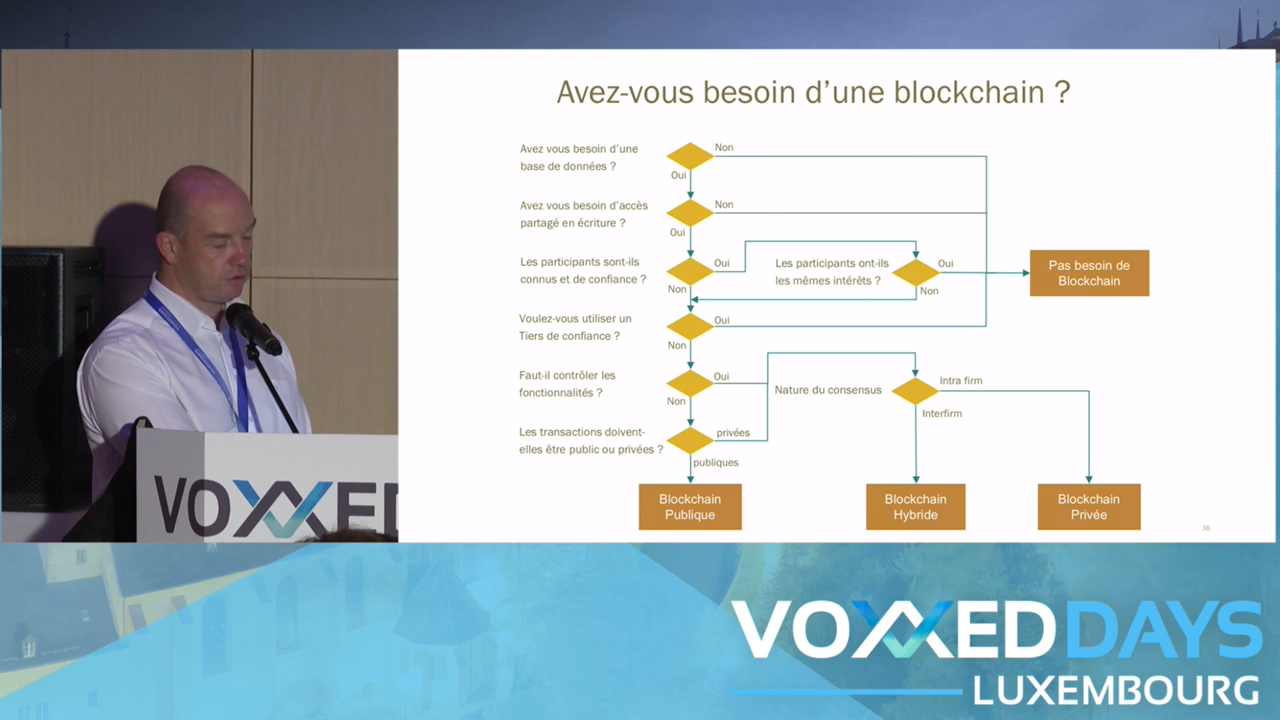 Avez-vous besoin d'une blockchain ?
Avez vous besoin d'une
base de données ?
Non
Oui
Avez vous besoin d'accès
partagé en écriture ?
Non
Oui
Les participants sont-ils
connus et de confiance ?
Oui
Non
Les participants ont-ils
les mêmes intérêts ?
Oui
Non
Pas besoin de
Blockchain
Voulez-vous utiliser un
Tiers de confiance ?
Oui
Non
Faut-il contrôler les
fonctionnalités ?
Oui
Non
Nature du consensus
Intra firm
Interfirm
Les transactions doivent-
elles être public ou privées ?
privées
publiques
Blockchain
Publique
Blockchain
Hybride
Blockchain
Privée
36
VOXXED
VOXXED DAYS
LUXEMBOURG